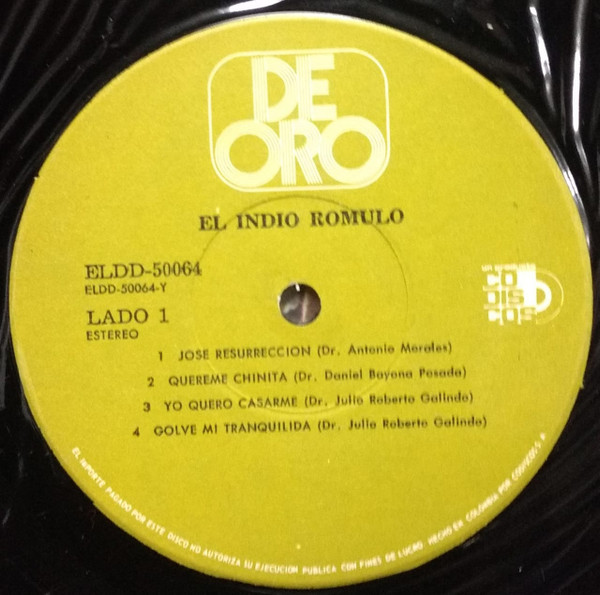 DE
ORO
EL INDIO ROMULO
ELDD-50064
ELDD-50064-Y
LADO 1
ESTEREO
un producto
CO
DIS
COS
1 JOSE RESURRECCION (Dr. Antonio Morales)
2 QUEREME CHINITA (Dr. Daniel Bayona Posada)
3 YO QUERO CASARME (Dr. Julio Roberto Galindo)
4 GOLVE MI TRANQUILIDA (Dr. Julio Roberto Galindo)
EL IMPORTE PAGADO POR ESTE DISCO NO AUTORIZA SU EJECUCION PUBLICA CON FINES DE LUCRO. HECHO EN COLOMBIA POR CODISCOS S. A